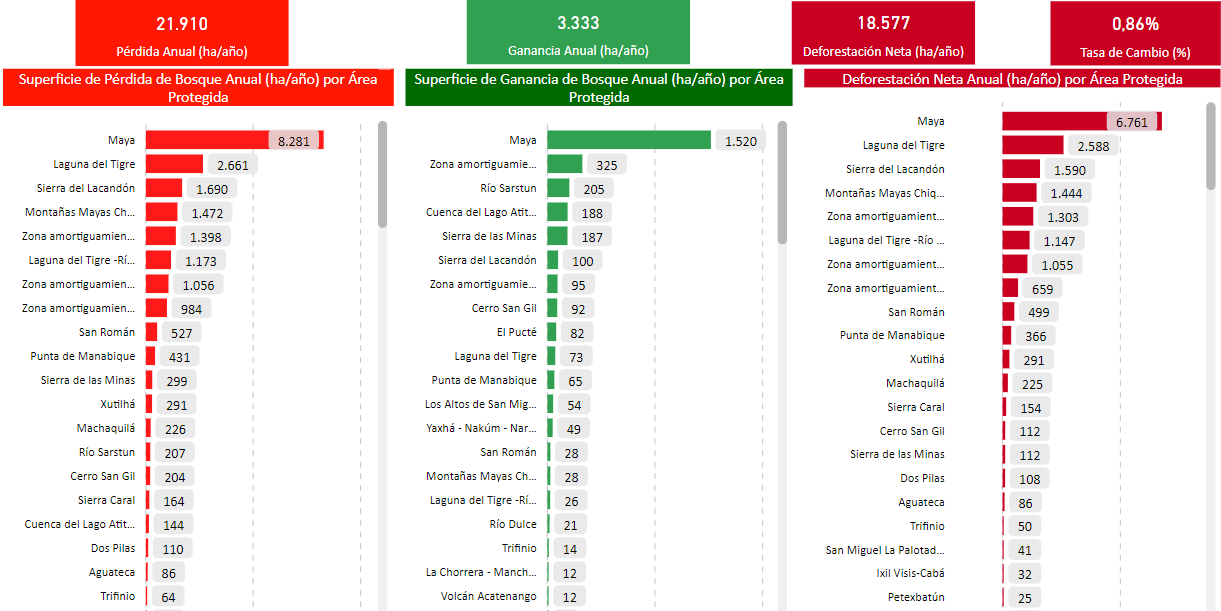 21.910
Pérdida Anual (ha/año)
3.333
Ganancia Anual (ha/año)
18.577
Deforestación Neta (ha/año)
0,86%
Tasa de Cambio (%)
Superficie de Pérdida de Bosque Anual (ha/año) por Área
Protegida
Maya 8.281
Laguna del Tigre 2.661
Sierra del Lacandón 1.690
Montañas Mayas Ch... 1.472
Zona amortiguamien... 1.398
Laguna del Tigre -Rí... 1.173
Zona amortiguamien... 1.056
Zona amortiguamien... 984
San Román 527
Punta de Manabique 431
Sierra de las Minas 299
Xutilhá 291
Machaquilá 226
Río Sarstun 207
Cerro San Gil 204
Sierra Caral 164
Cuenca del Lago Atit... 144
Dos Pilas 110
Aguateca 86
Trifinio 64
Superficie de Ganancia de Bosque Anual (ha/año) por Área
Protegida
Maya 1.520
Zona amortiguamie... 325
Río Sarstun 205
Cuenca del Lago Atit... 188
Sierra de las Minas 187
Sierra del Lacandón 100
Zona amortiguamie... 95
Cerro San Gil 92
El Pucté 82
Laguna del Tigre 73
Punta de Manabique 65
Los Altos de San Mig... 54
Yaxhá - Nakúm - Nar... 49
San Román 28
Montañas Mayas Ch... 28
Laguna del Tigre -Rí... 26
Río Dulce 21
Trifinio 14
La Chorrera - Manch... 12
Volcán Acatenango 12
Deforestación Neta Anual (ha/año) por Área Protegida
Maya 6.761
Laguna del Tigre 2.588
Sierra del Lacandón 1.590
Montañas Mayas Chiq... 1.444
Zona amortiguamient... 1.303
Laguna del Tigre -Río ... 1.147
Zona amortiguamient... 1.055
Zona amortiguamient... 659
San Román 499
Punta de Manabique 366
Xutilhá 291
Machaquilá 225
Sierra Caral 154
Cerro San Gil 112
Sierra de las Minas 112
Dos Pilas 108
Aguateca 86
Trifinio 50
San Miguel La Palotad... 41
Ixil Visis-Cabá 32
Petexbatún 25